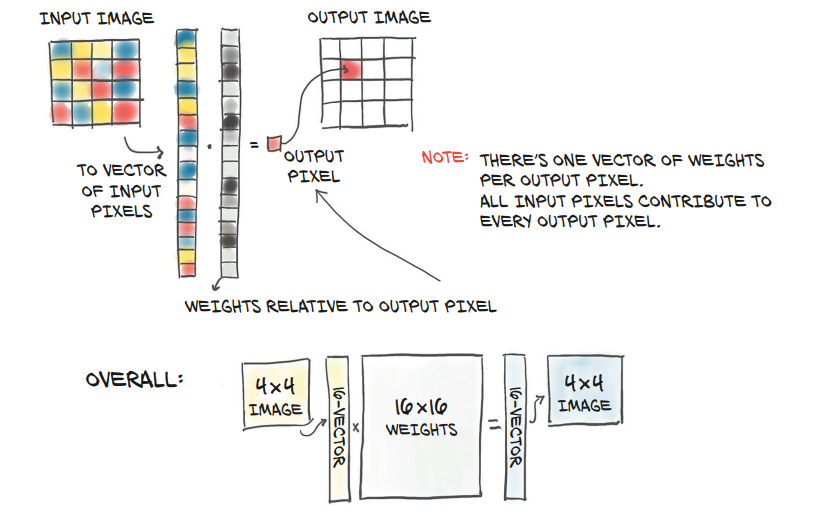 INPUT IMAGE
OUTPUT IMAGE
TO VECTOR
OF INPUT
PIXELS
.
=
OUTPUT
PIXEL
NOTE: THERE'S ONE VECTOR OF WEIGHTS
PER OUTPUT PIXEL.
ALL INPUT PIXELS CONTRIBUTE TO
EVERY OUTPUT PIXEL.
WEIGHTS RELATIVE TO OUTPUT PIXEL
OVERALL:
4×4
IMAGE
16-VECTOR
×
16×16
WEIGHTS
=
16-VECTOR
4×4
IMAGE